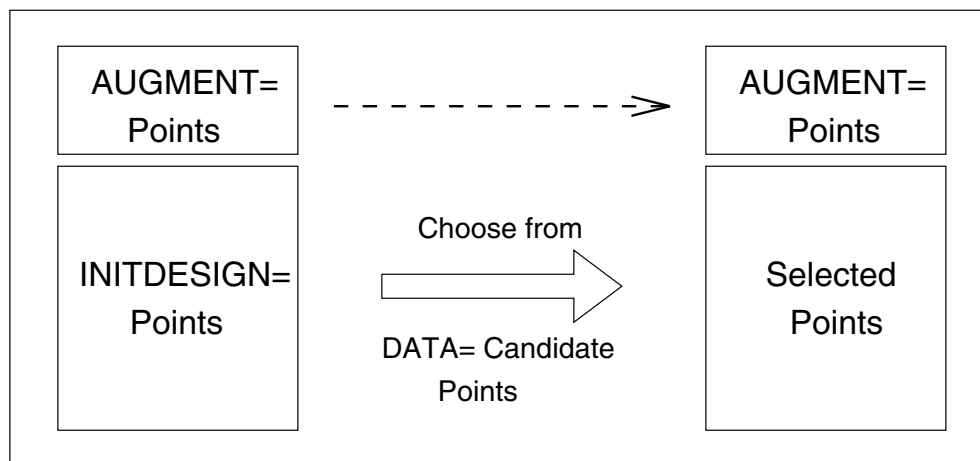 AUGMENT=
Points
AUGMENT=
Points
INITDESIGN=
Points
Choose from
DATA= Candidate
Points
Selected
Points